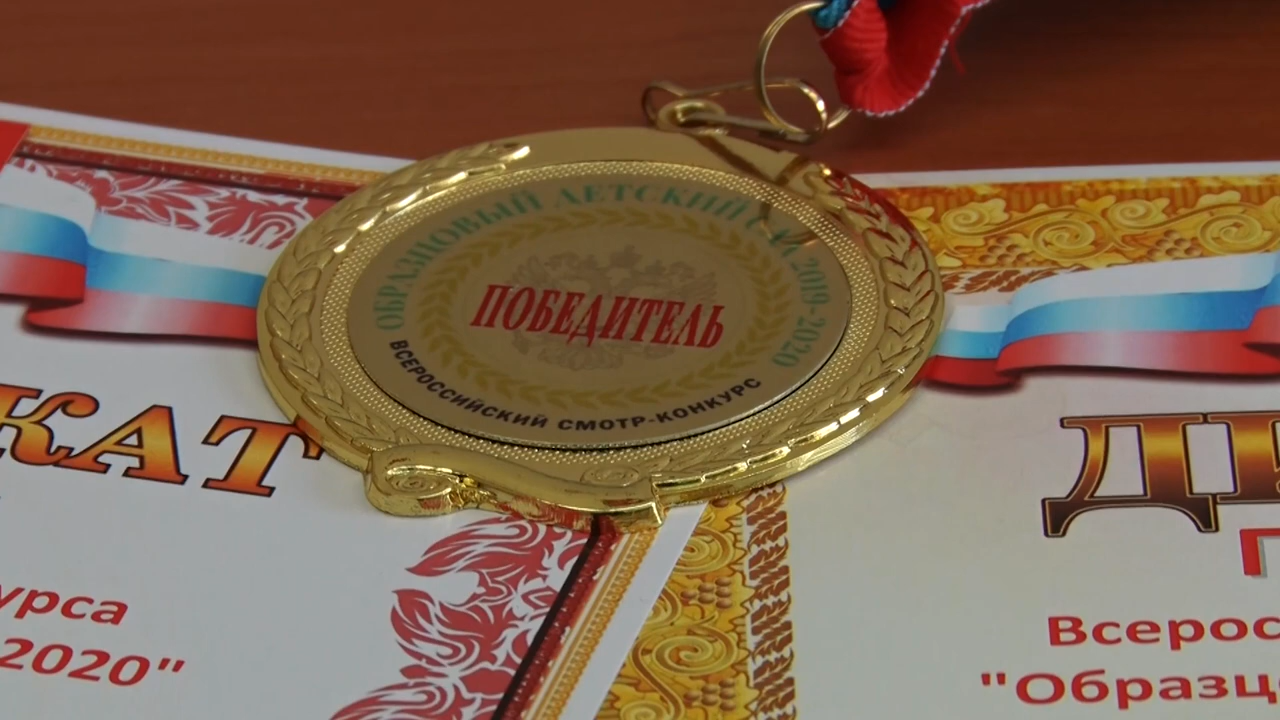 ОБРАЗЦОВЫЙ ДЕТСКИЙ САД 2019-2020
ПОБЕДИТЕЛЬ
ВСЕРОССИЙСКИЙ СМОТР-КОНКУРС
КАТ
урса
2020"
Всерос
"Образц